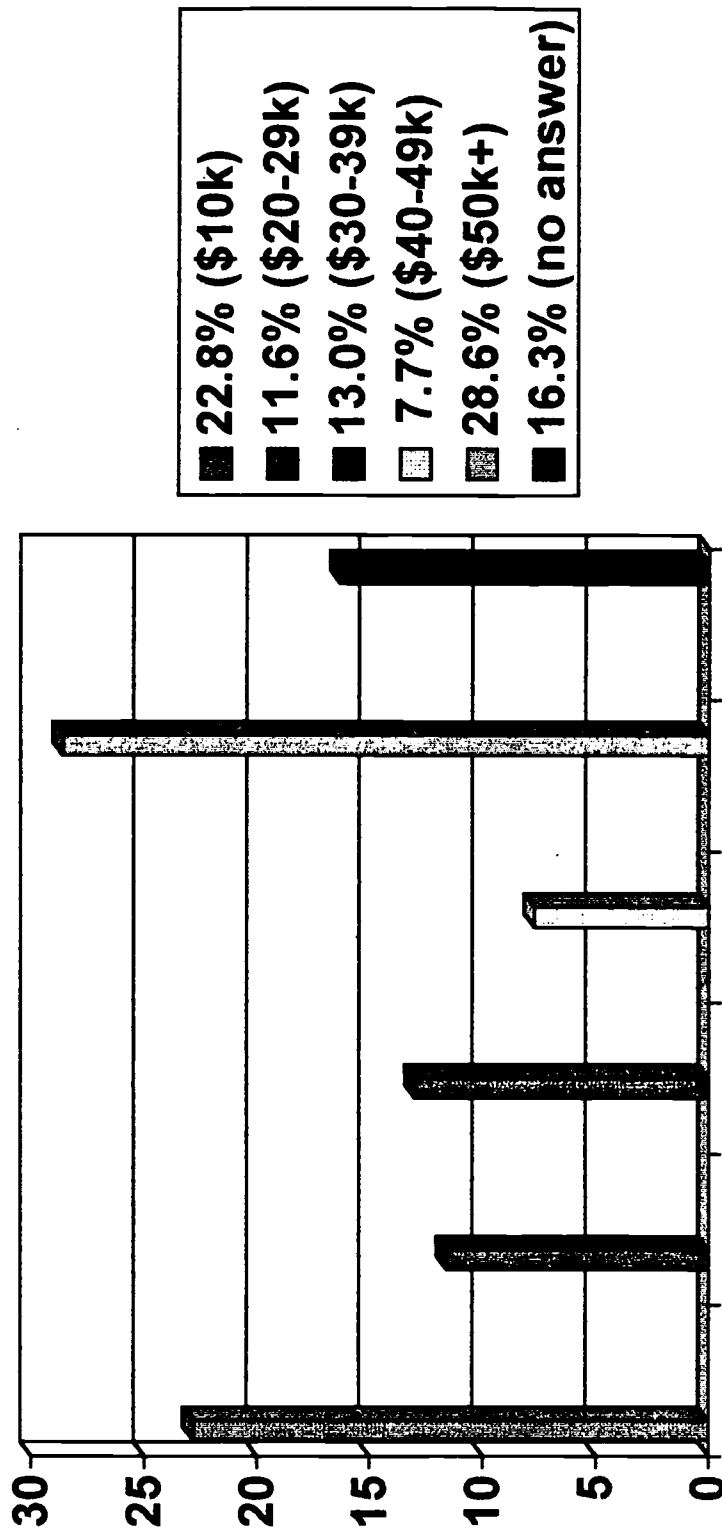 30
25
20
15
10
5
0
22.8% ($10k)
11.6% ($20-29k)
13.0% ($30-39k)
7.7% ($40-49k)
28.6% ($50k+)
16.3% (no answer)